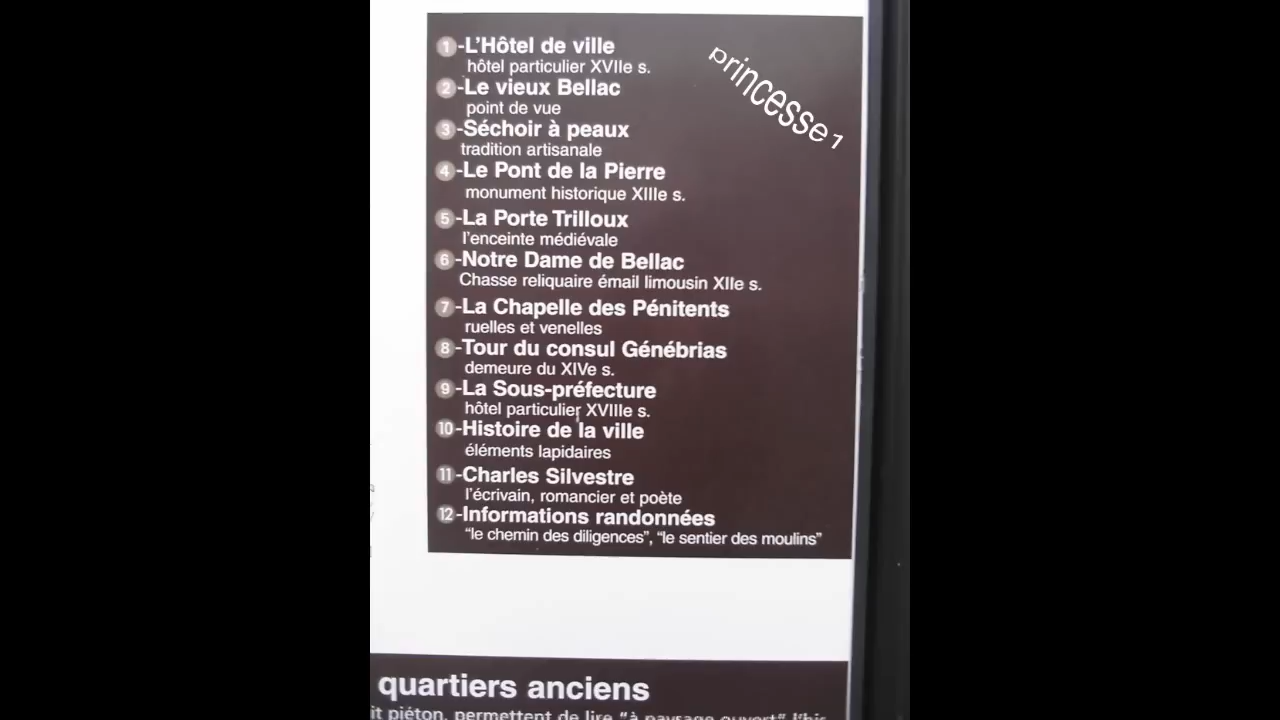 1-L'Hôtel de ville
hôtel particulier XVIIe s.
2-Le vieux Bellac
point de vue
3-Séchoir à peaux
tradition artisanale
4-Le Pont de la Pierre
monument historique XIIIe s.
5-La Porte Trilloux
l'enceinte médiévale
6-Notre Dame de Bellac
Chasse reliquaire émail limousin XIIe s.
7-La Chapelle des Pénitents
ruelles et venelles
8-Tour du consul Génébrias
demeure du XIVe s.
9-La Sous-préfecture
hôtel particulier XVIIIe s.
10-Histoire de la ville
éléments lapidaires
11-Charles Silvestre
l'écrivain, romancier et poète
12-Informations randonnées
"le chemin des diligences", "le sentier des moulins"
princesse1
quartiers anciens
it piéton, permettent de lire "à paysage ouvert"